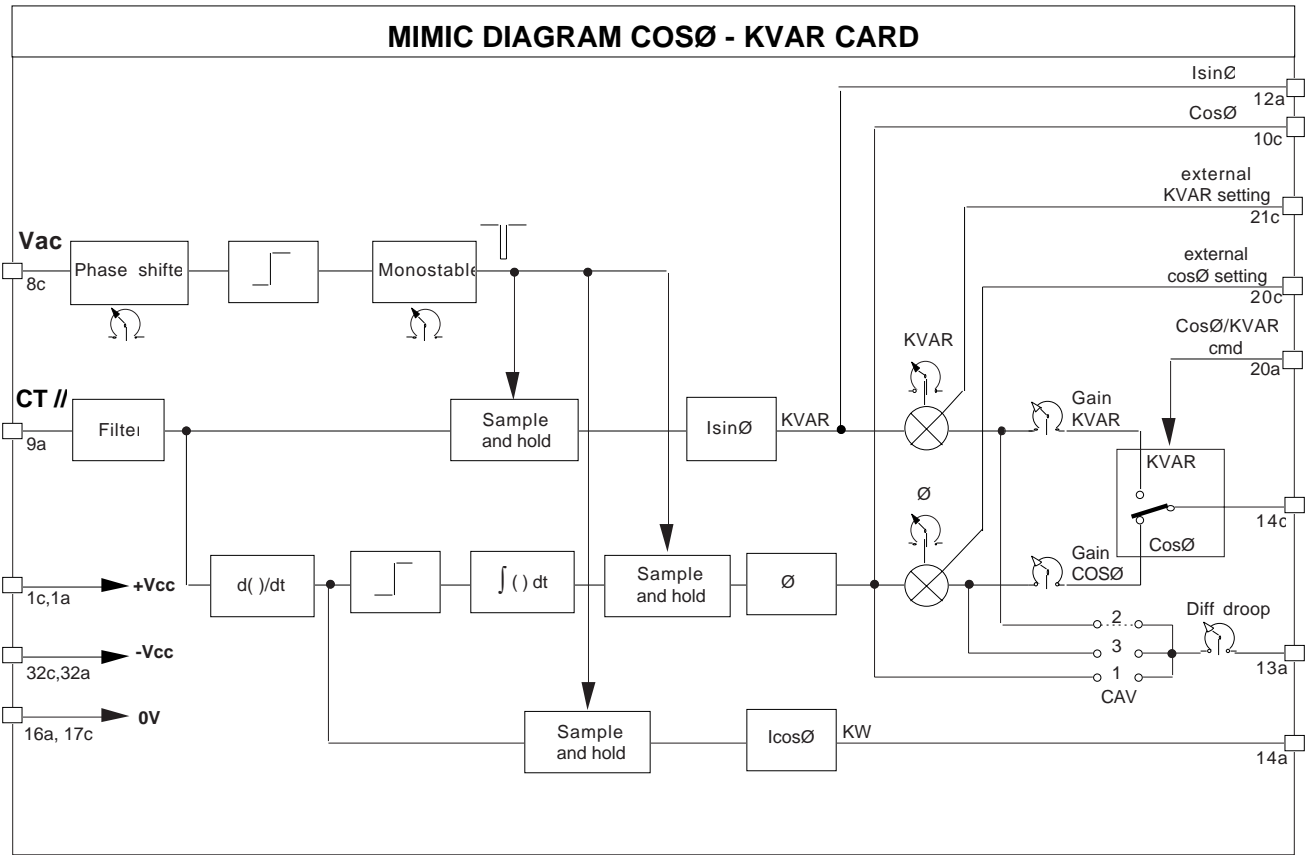 MIMIC DIAGRAM COSØ - KVAR CARD
IsinØ
12a
CosØ
10c
external
KVAR setting
21c
external
cosØ setting
20c
CosØ/KVAR
cmd
20a
Vac
8c
Phase shifte
Monostable
CT //
9a
Filter
Sample
and hold
IsinØ
KVAR
KVAR
Gain
KVAR
KVAR
CosØ
14c
1c,1a
+Vcc
d( )/dt
∫ ( ) dt
Sample
and hold
Ø
Ø
Gain
COSØ
2
3
1
CAV
Diff droop
13a
32c,32a
-Vcc
16a, 17c
0V
Sample
and hold
IcosØ
KW
14a